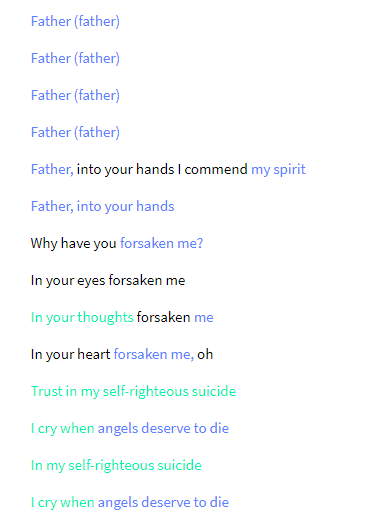 Father (father)
Father (father)
Father (father)
Father (father)
Father, into your hands I commend my spirit
Father, into your hands
Why have you forsaken me?
In your eyes forsaken me
In your thoughts forsaken me
In your heart forsaken me, oh
Trust in my self-righteous suicide
I cry when angels deserve to die
In my self-righteous suicide
I cry when angels deserve to die